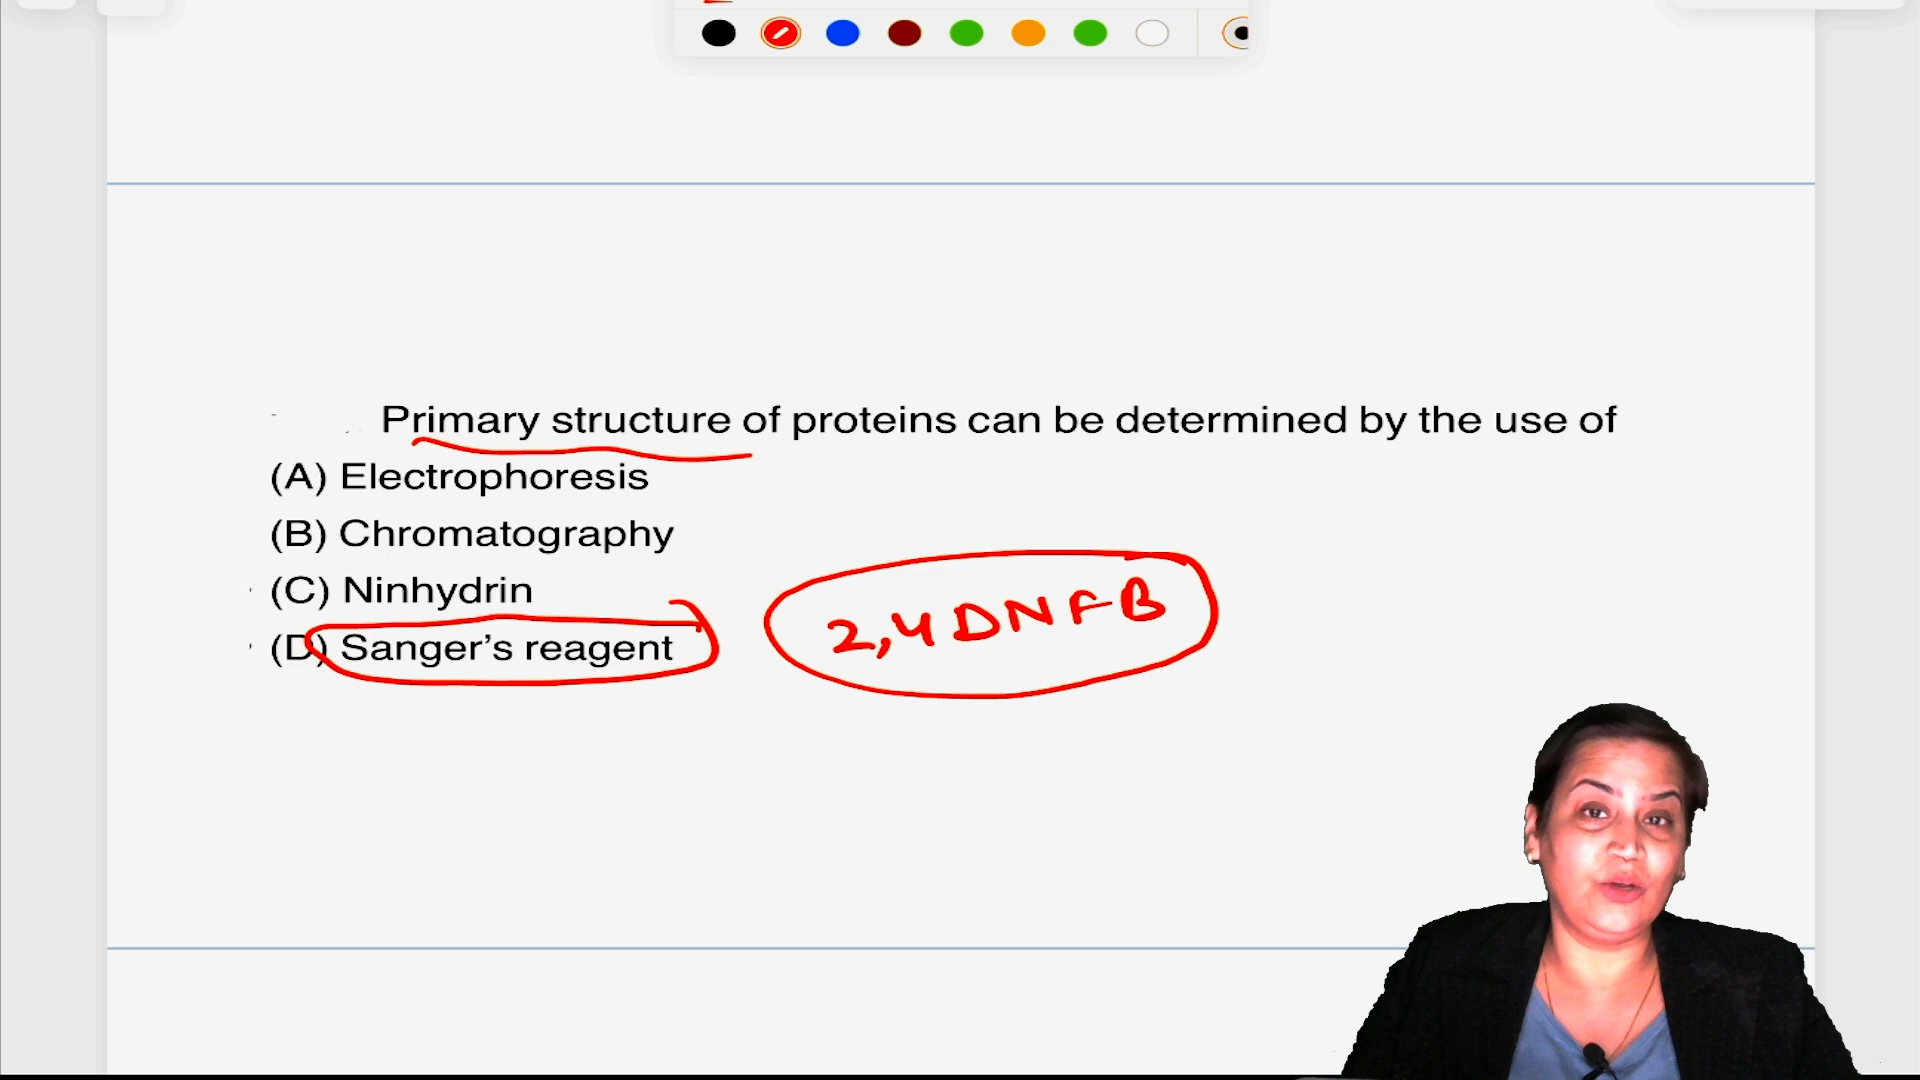 Primary structure of proteins can be determined by the use of
(A) Electrophoresis
(B) Chromatography
(C) Ninhydrin
(D) Sanger’s reagent
2,4 DNFB